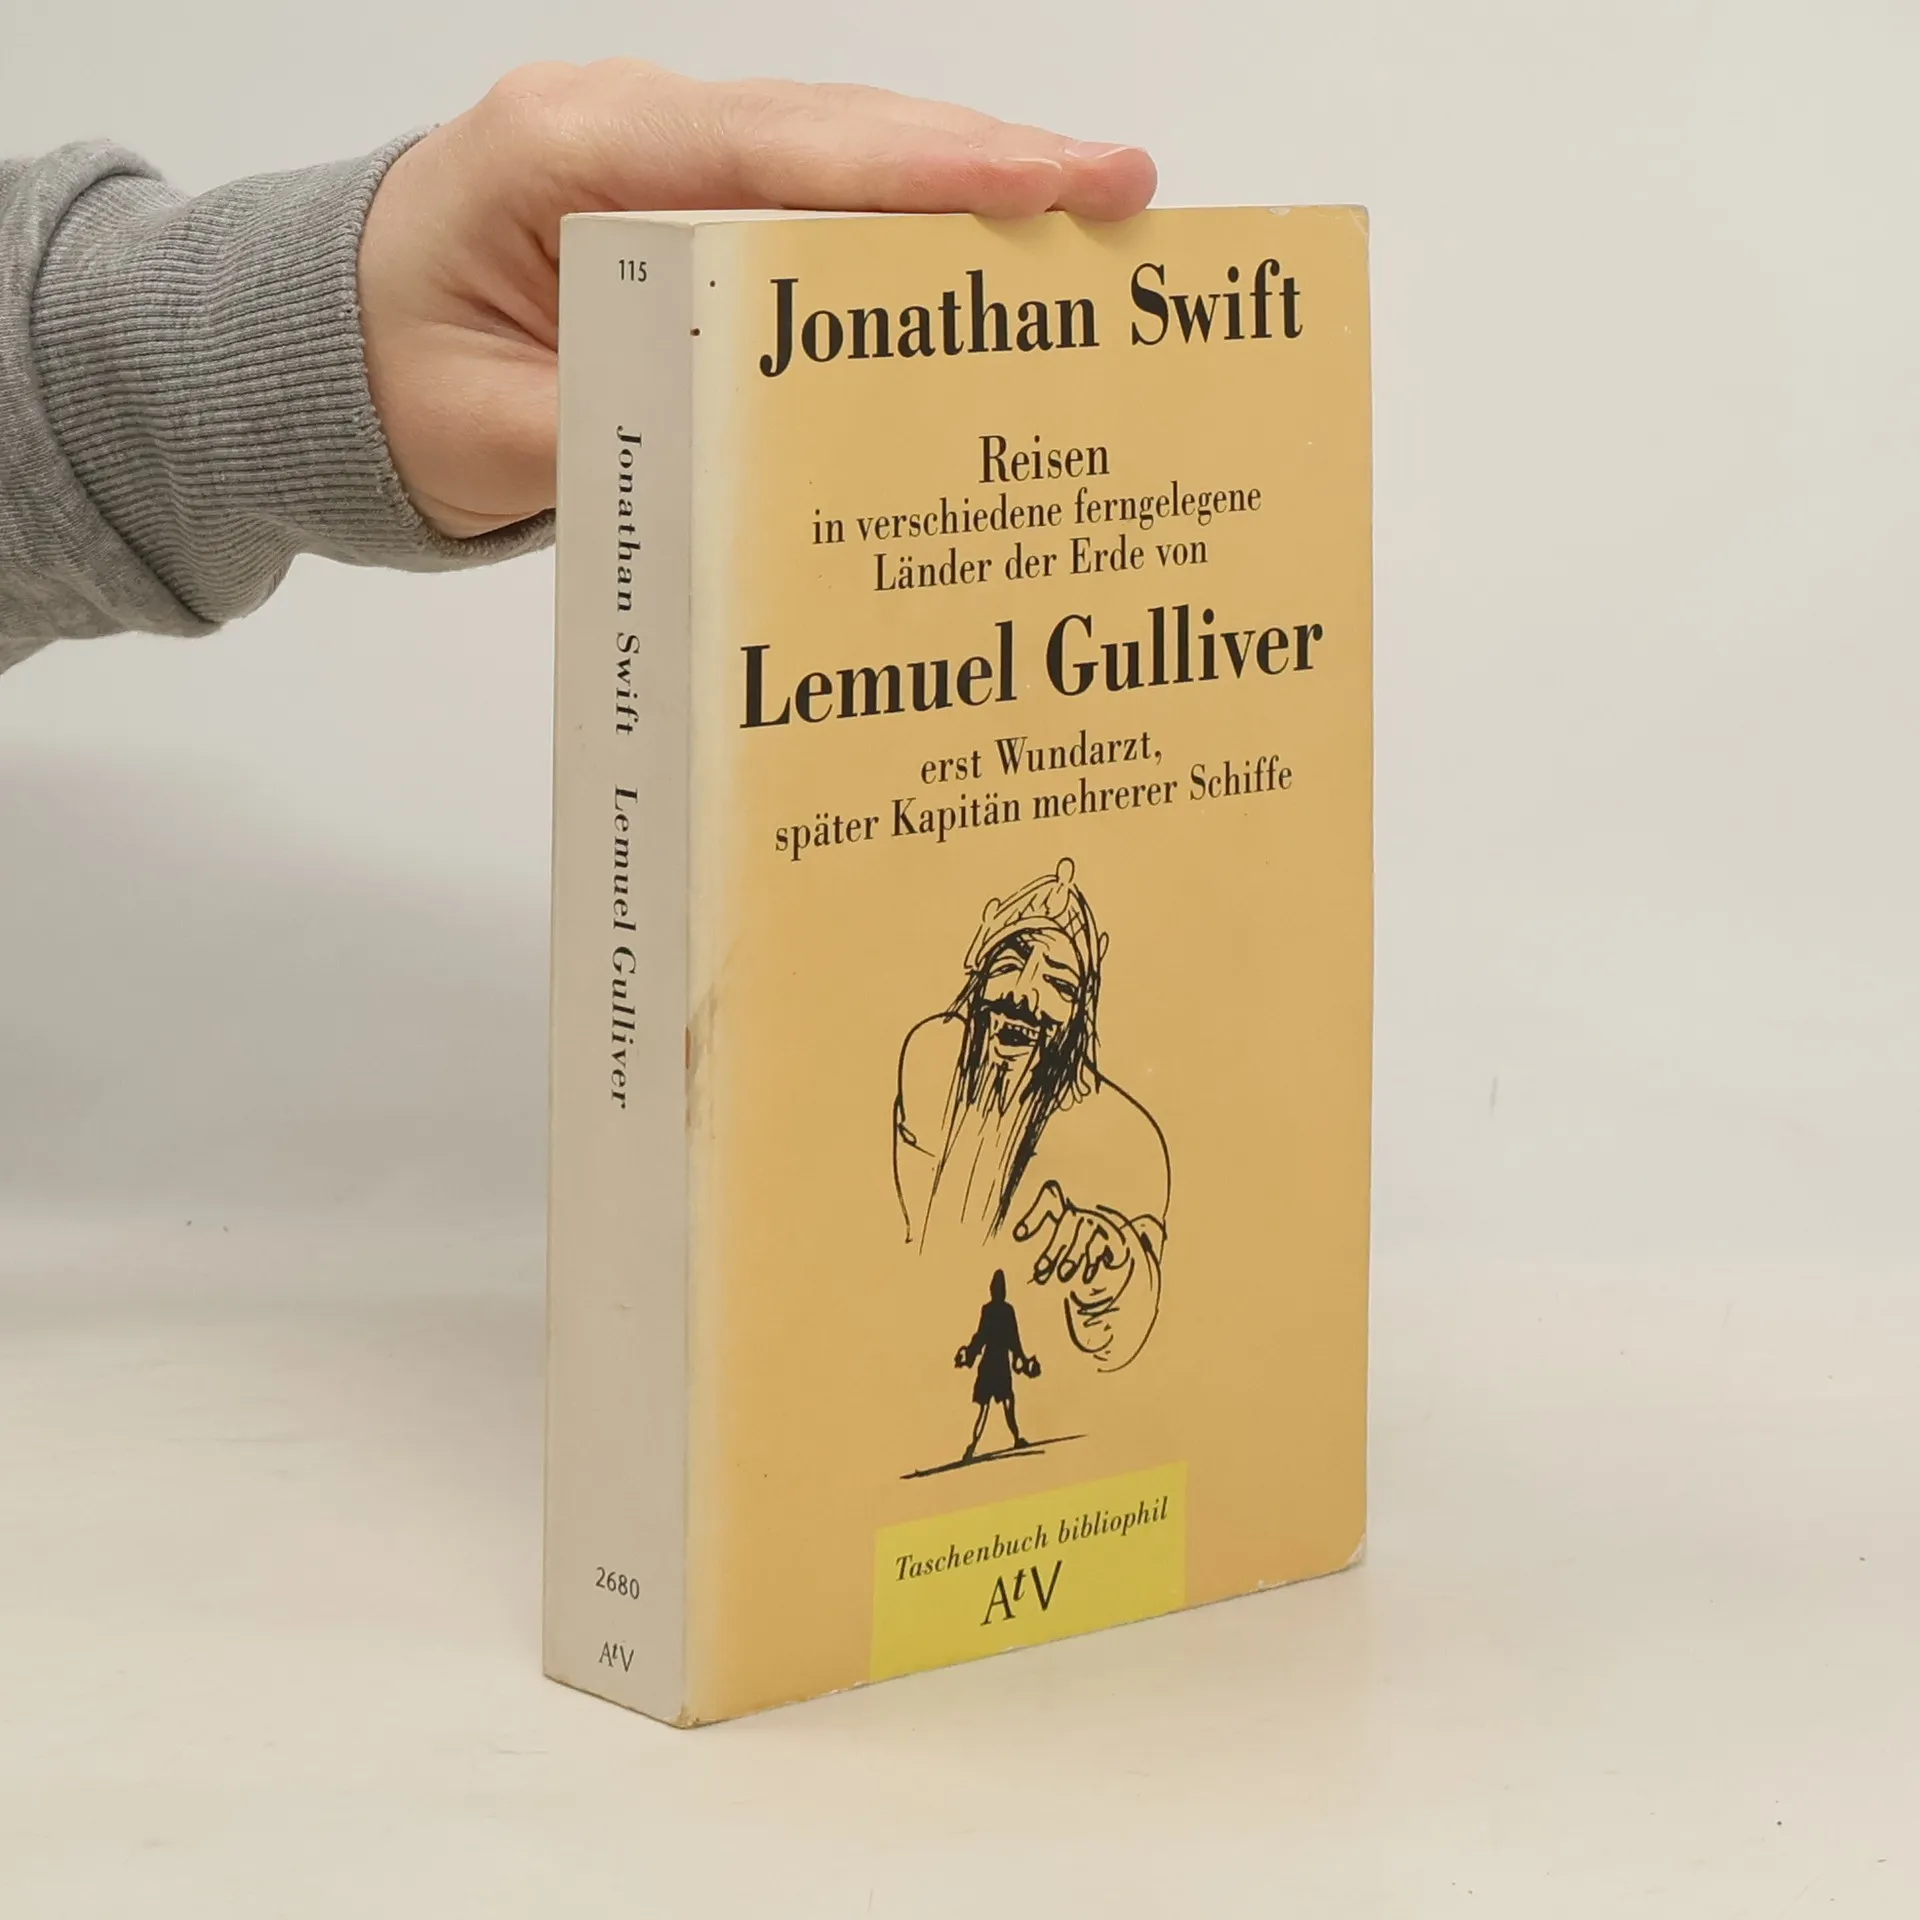 115
Jonathan Swift Lemuel Gulliver
2680
AtV
Jonathan Swift
Reisen
in verschiedene ferngelegene
Länder der Erde von
Lemuel Gulliver
erst Wundarzt,
später Kapitän mehrerer Schiffe
Taschenbuch bibliophil
AtV